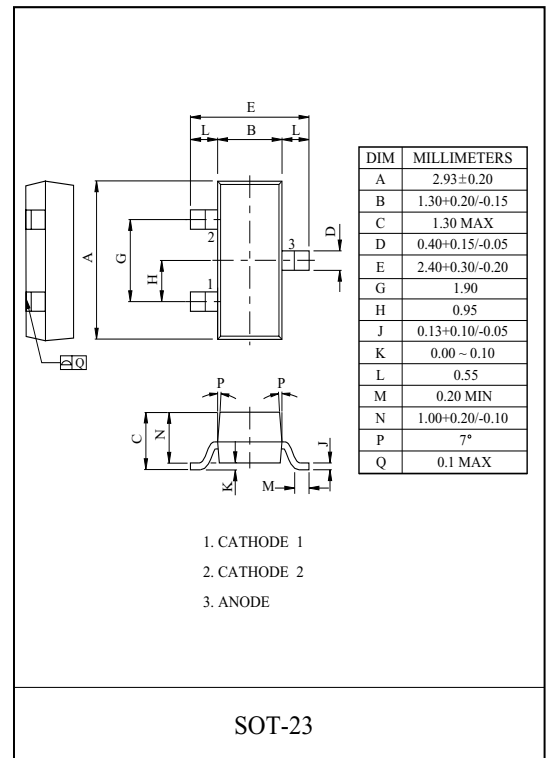 E
L B L
A
G
H
D
2
3
1
D Q
P P
C
N
J
K
M
DIM MILLIMETERS
A 2.93±0.20
B 1.30+0.20/-0.15
C 1.30 MAX
D 0.40+0.15/-0.05
E 2.40+0.30/-0.20
G 1.90
H 0.95
J 0.13+0.10/-0.05
K 0.00 ~ 0.10
L 0.55
M 0.20 MIN
N 1.00+0.20/-0.10
P 7°
Q 0.1 MAX
1. CATHODE 1
2. CATHODE 2
3. ANODE
SOT-23